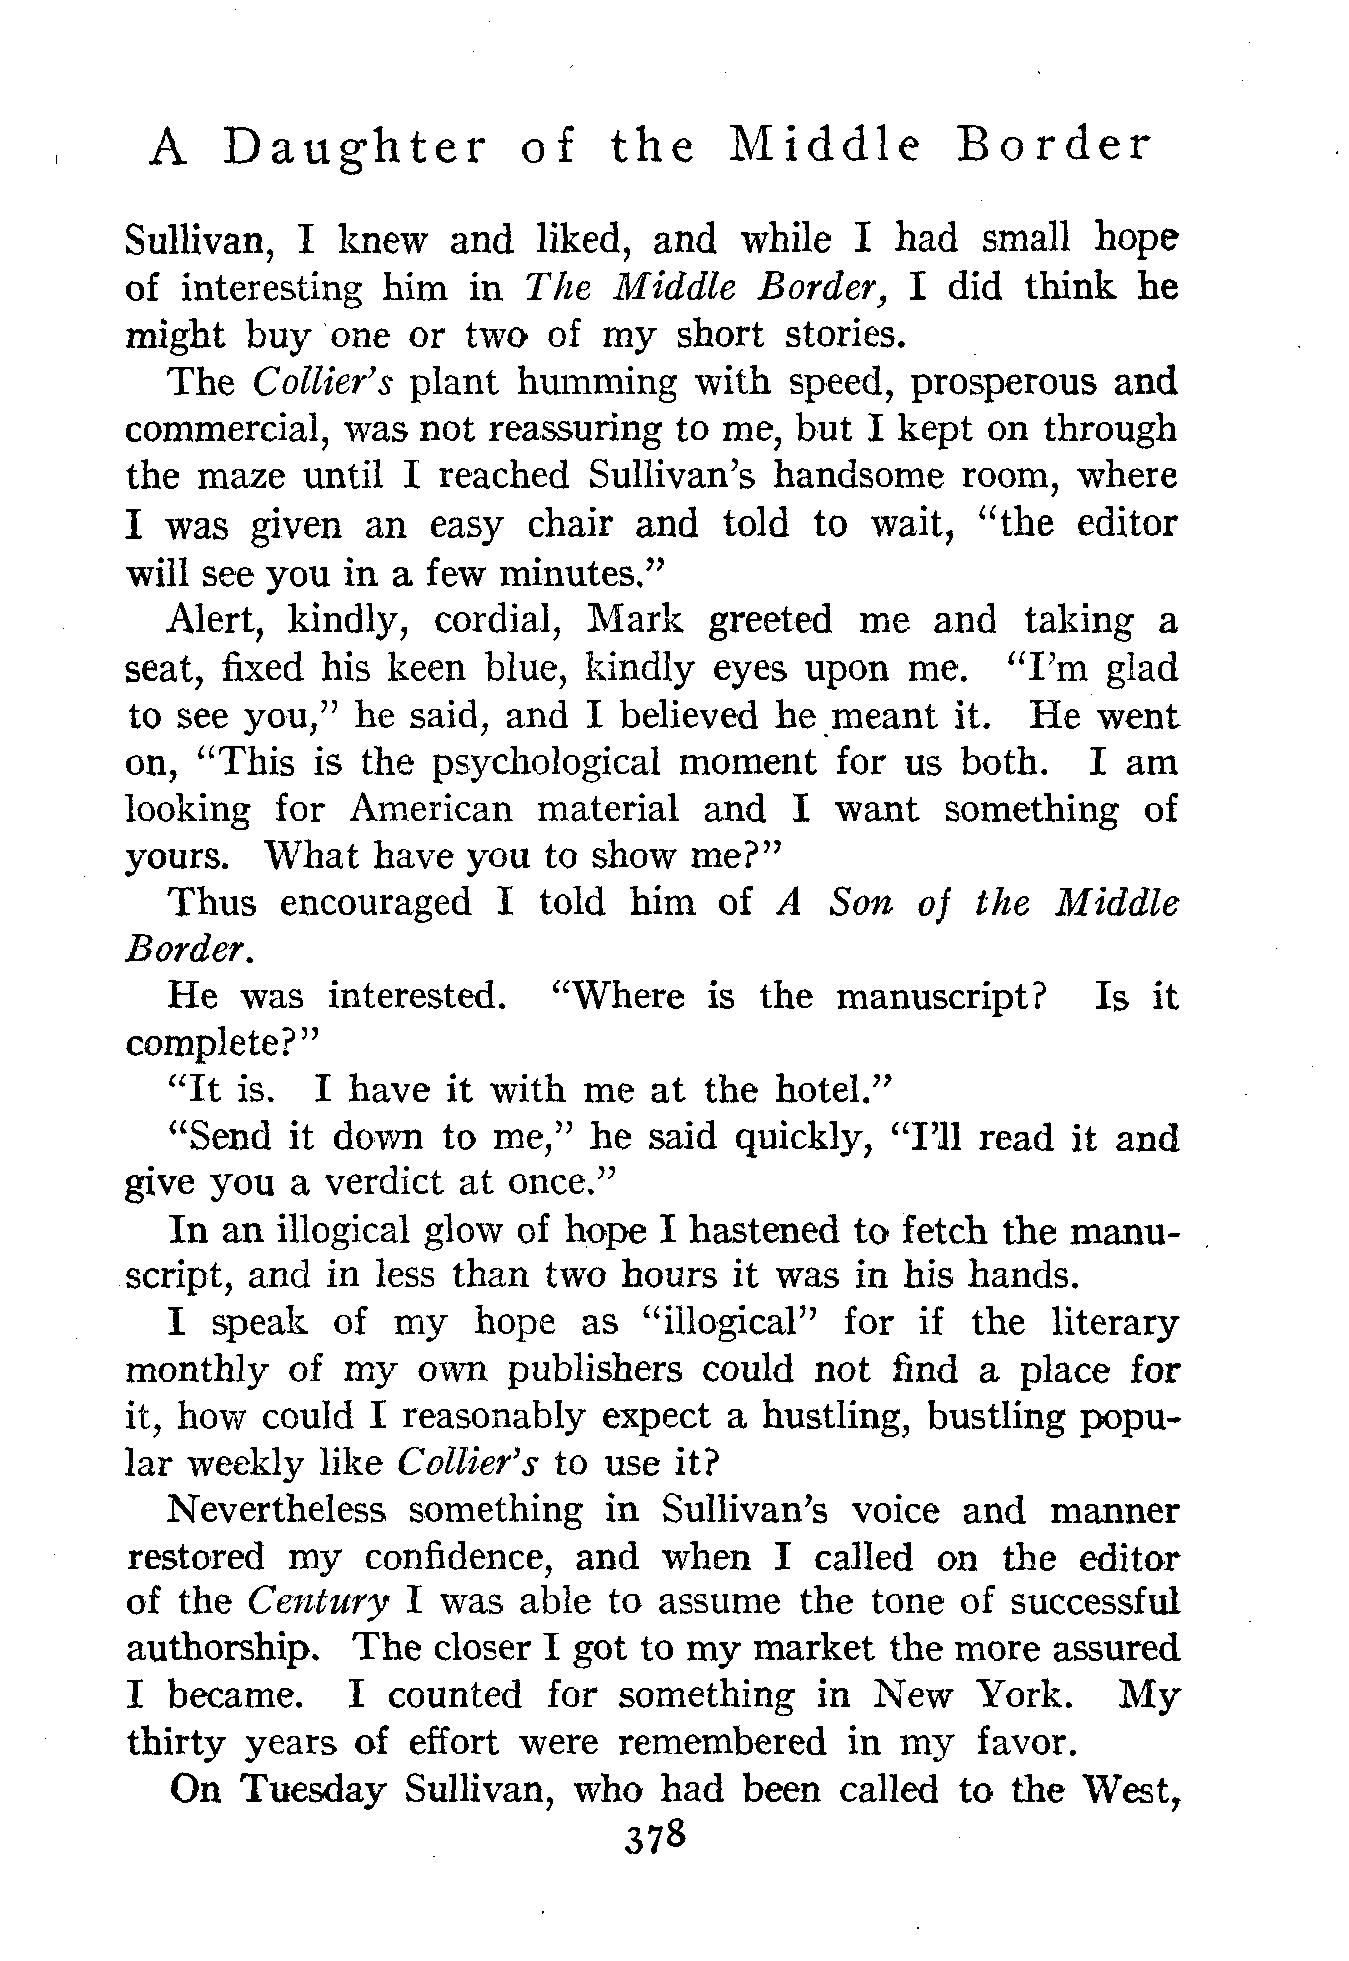 A Daughter of the Middle Border
Sullivan, I knew and liked, and while I had small hope
of interesting him in The Middle Border, I did think he
might buy one or two of my short stories.
The Collier's plant humming with speed, prosperous and
commercial, was not reassuring to me, but I kept on through
the maze until I reached Sullivan's handsome room, where
I was given an easy chair and told to wait, "the editor
will see you in a few minutes."
Alert, kindly, cordial, Mark greeted me and taking a
seat, fixed his keen blue, kindly eyes upon me. "I'm glad
to see you," he said, and I believed he meant it. He went
on, "This is the psychological moment for us both. I am
looking for American material and I want something of
yours. What have you to show me?"
Thus encouraged I told him of A Son of the Middle
Border.
He was interested. "Where is the manuscript? Is it
complete?"
"It is. I have it with me at the hotel."
"Send it down to me," he said quickly, "I'll read it and
give you a verdict at once."
In an illogical glow of hope I hastened to fetch the manu-
script, and in less than two hours it was in his hands.
I speak of my hope as "illogical" for if the literary
monthly of my own publishers could not find a place for
it, how could I reasonably expect a hustling, bustling popu-
lar weekly like Collier's to use it?
Nevertheless something in Sullivan's voice and manner
restored my confidence, and when I called on the editor
of the Century I was able to assume the tone of successful
authorship. The closer I got to my market the more assured
I became. I counted for something in New York. My
thirty years of effort were remembered in my favor.
On Tuesday Sullivan, who had been called to the West,
378